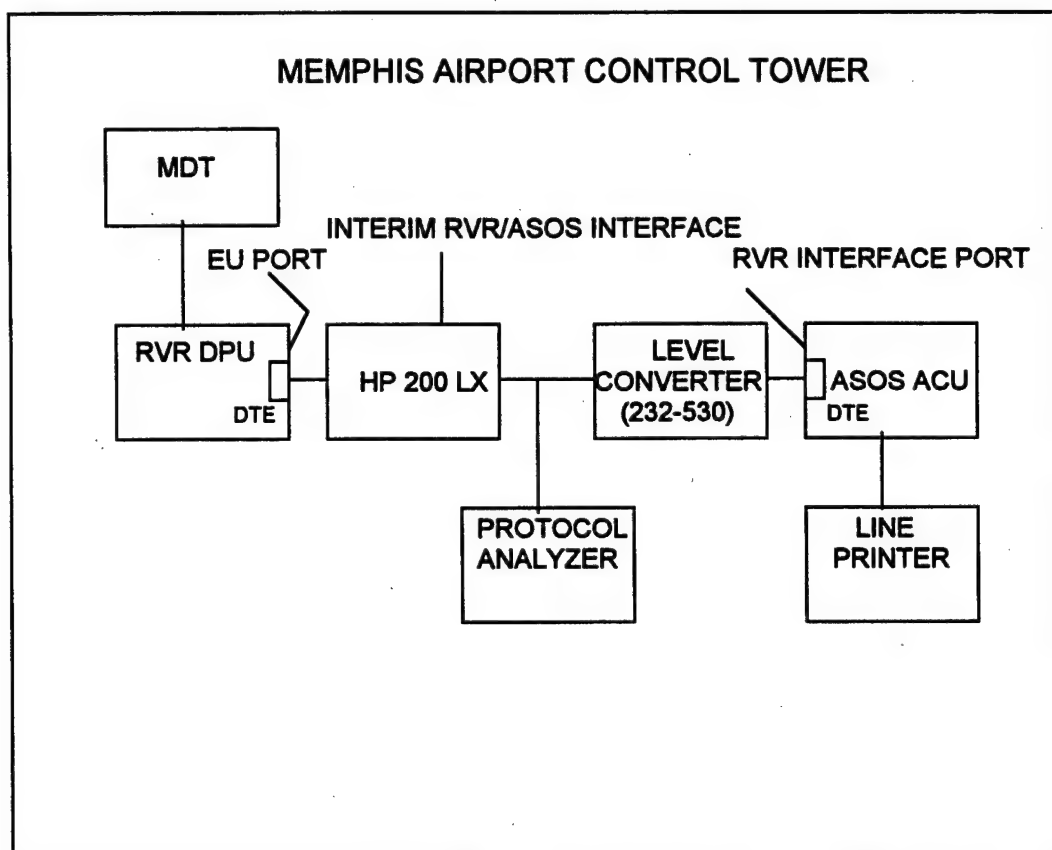 MEMPHIS AIRPORT CONTROL TOWER
MDT
INTERIM RVR/ASOS INTERFACE
EU PORT
RVR INTERFACE PORT
RVR DPU
DTE
HP 200 LX
LEVEL
CONVERTER
(232-530)
ASOS ACU
DTE
PROTOCOL
ANALYZER
LINE
PRINTER